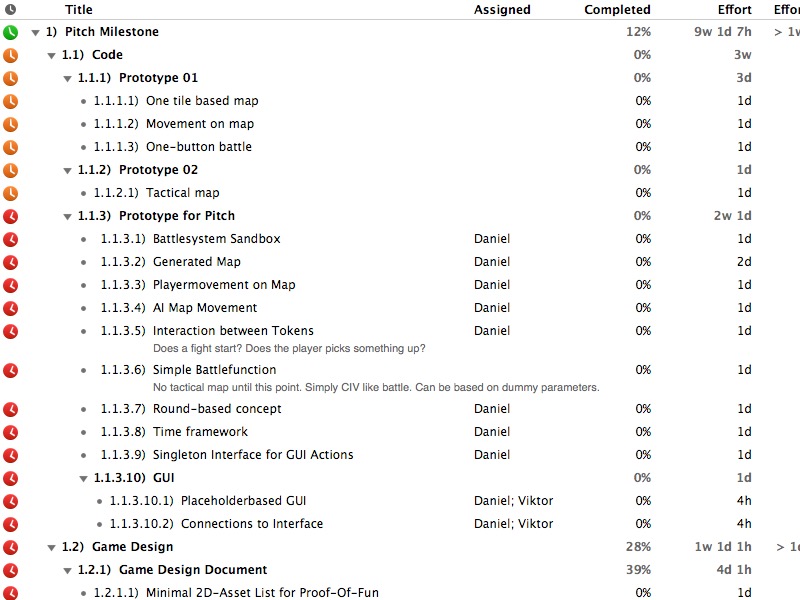 Title Assigned Completed Effort Effor
1) Pitch Milestone 12% 9w 1d 7h > 1w
1.1) Code 0% 3w
1.1.1) Prototype 01 0% 3d
1.1.1.1) One tile based map 0% 1d
1.1.1.2) Movement on map 0% 1d
1.1.1.3) One-button battle 0% 1d
1.1.2) Prototype 02 0% 1d
1.1.2.1) Tactical map 0% 1d
1.1.3) Prototype for Pitch 0% 2w 1d
1.1.3.1) Battlesystem Sandbox Daniel 0% 1d
1.1.3.2) Generated Map Daniel 0% 2d
1.1.3.3) Playermovement on Map Daniel 0% 1d
1.1.3.4) AI Map Movement Daniel 0% 1d
1.1.3.5) Interaction between Tokens Daniel 0% 1d
Does a fight start? Does the player picks something up?
1.1.3.6) Simple Battlefunction 0% 1d
No tactical map until this point. Simply CIV like battle. Can be based on dummy parameters.
1.1.3.7) Round-based concept Daniel 0% 1d
1.1.3.8) Time framework Daniel 0% 1d
1.1.3.9) Singleton Interface for GUI Actions Daniel 0% 1d
1.1.3.10) GUI 0% 1d
1.1.3.10.1) Placeholderbased GUI Daniel; Viktor 0% 4h
1.1.3.10.2) Connections to Interface Daniel; Viktor 0% 4h
1.2) Game Design 28% 1w 1d 1h > 1d
1.2.1) Game Design Document 39% 4d 1h
1.2.1.1) Minimal 2D-Asset List for Proof-Of-Fun 0% 1d